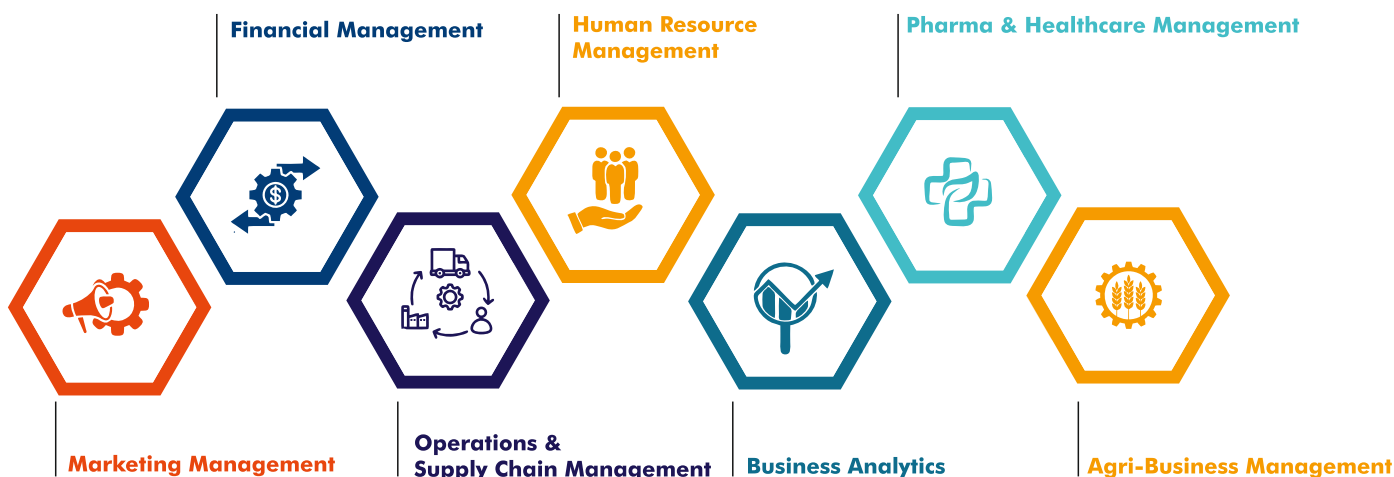 Financial Management
Human Resource
Management
Pharma & Healthcare Management
$
Marketing Management
Operations &
Supply Chain Management
Business Analytics
Agri-Business Management